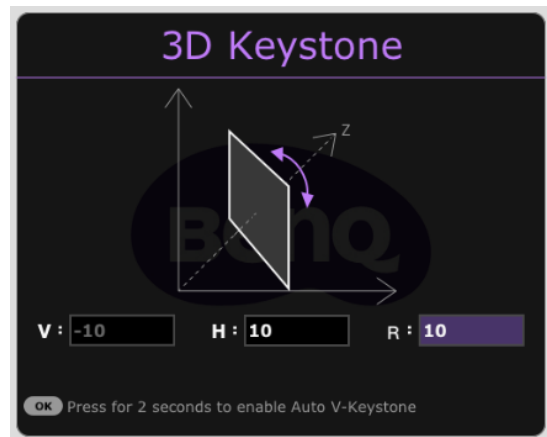 3D Keystone
Z
BenQ
V : -10 H : 10 R : 10
OK Press for 2 seconds to enable Auto V-Keystone